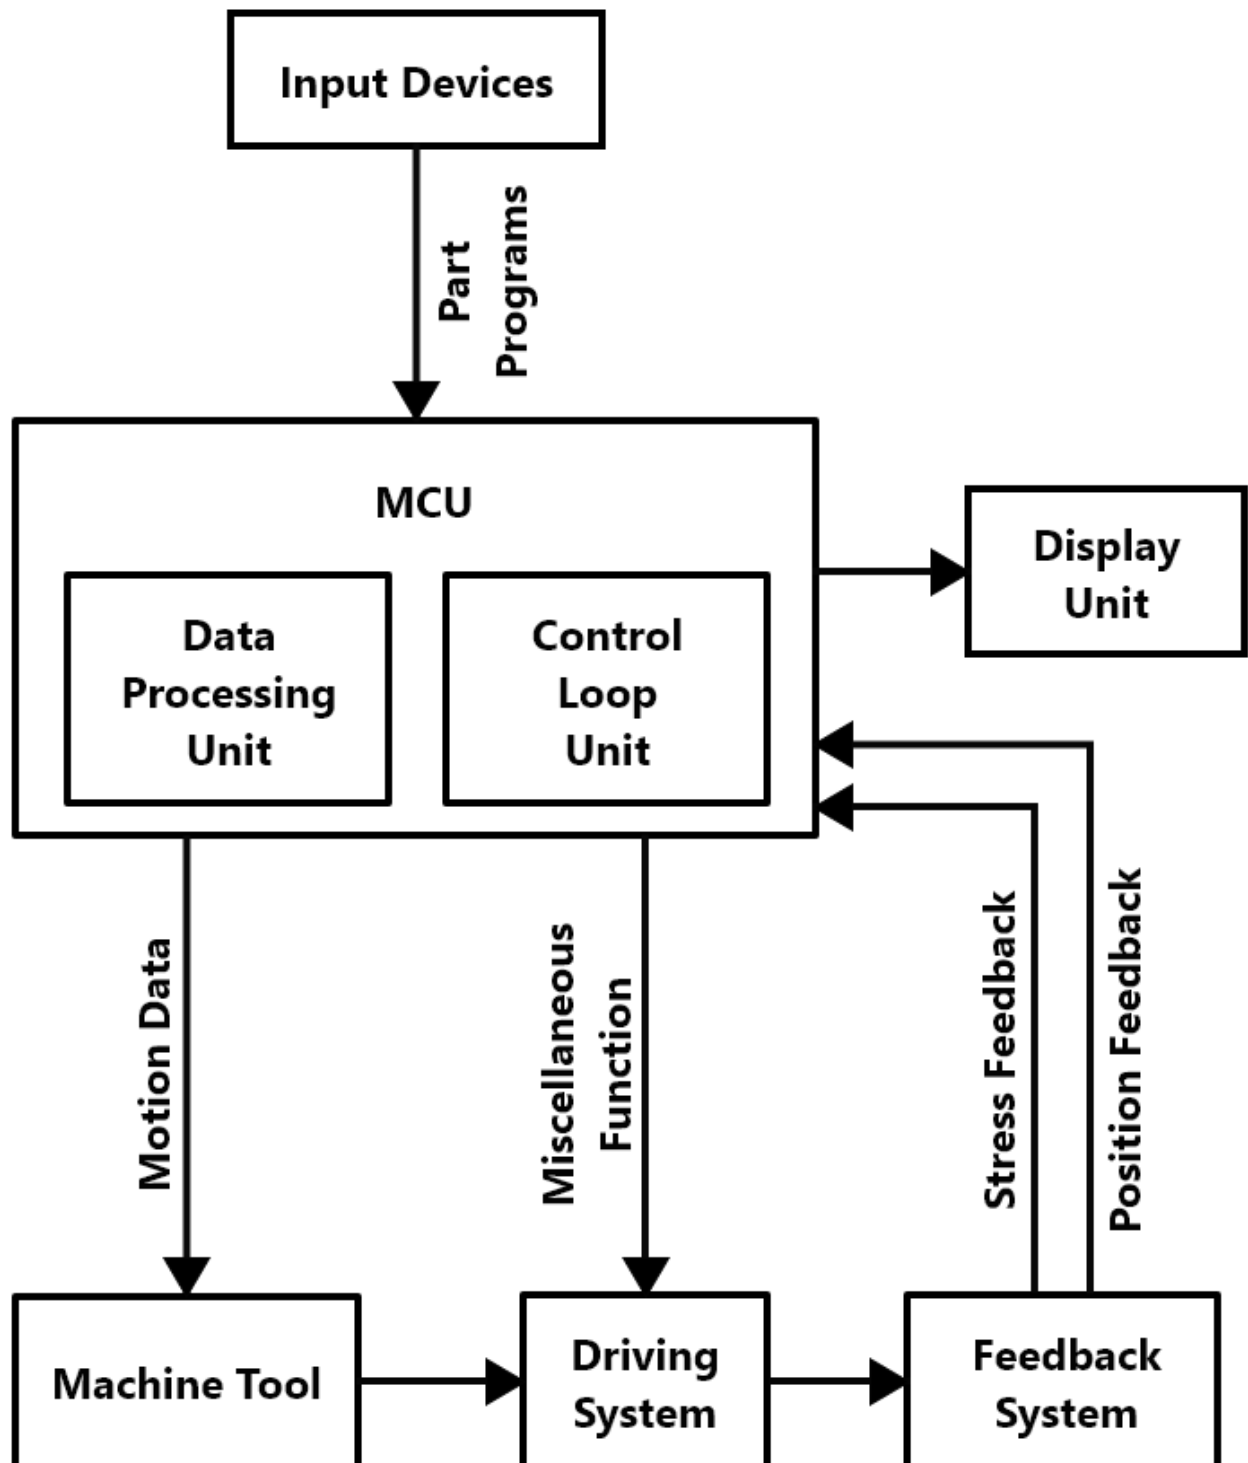 Input Devices
Part
Programs
MCU
Data
Processing
Unit
Control
Loop
Unit
Display
Unit
Motion Data
Miscellaneous
Function
Stress Feedback
Position Feedback
Machine Tool
Driving
System
Feedback
System